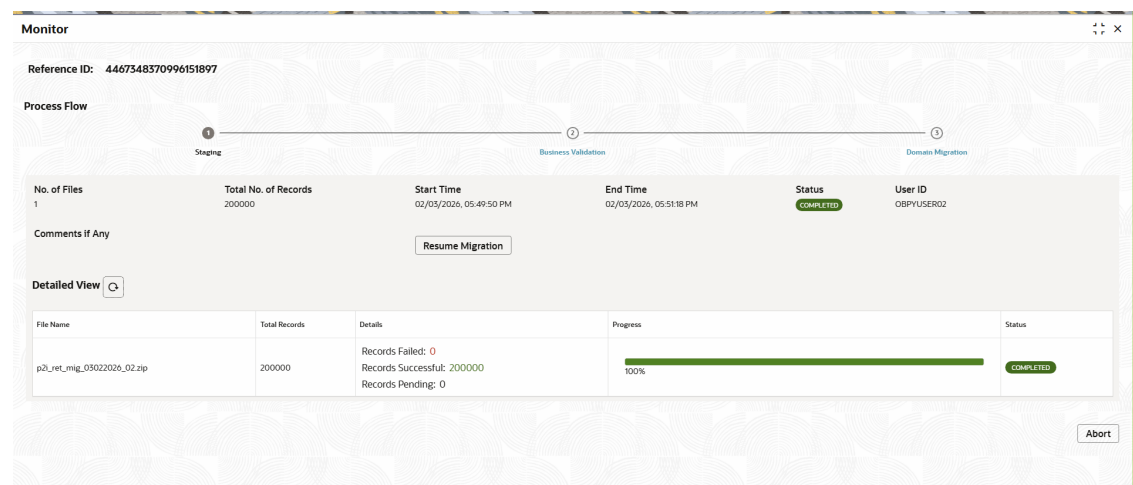 Monitor
Reference ID: 4467348370996151897
Process Flow
1 2 3
Staging Business Validation Domain Migration
No. of Files Total No. of Records Start Time End Time Status User ID
1 200000 02/03/2026, 05:49:50 PM 02/03/2026, 05:51:18 PM COMPLETED OBPYUSER02
Comments if Any
Resume Migration
Detailed View
File Name Total Records Details Progress Status
Records Failed: 0
p2i_ret_mig_03022026_02.zip 200000 Records Successful: 200000 100% COMPLETED
Records Pending: 0
Abort